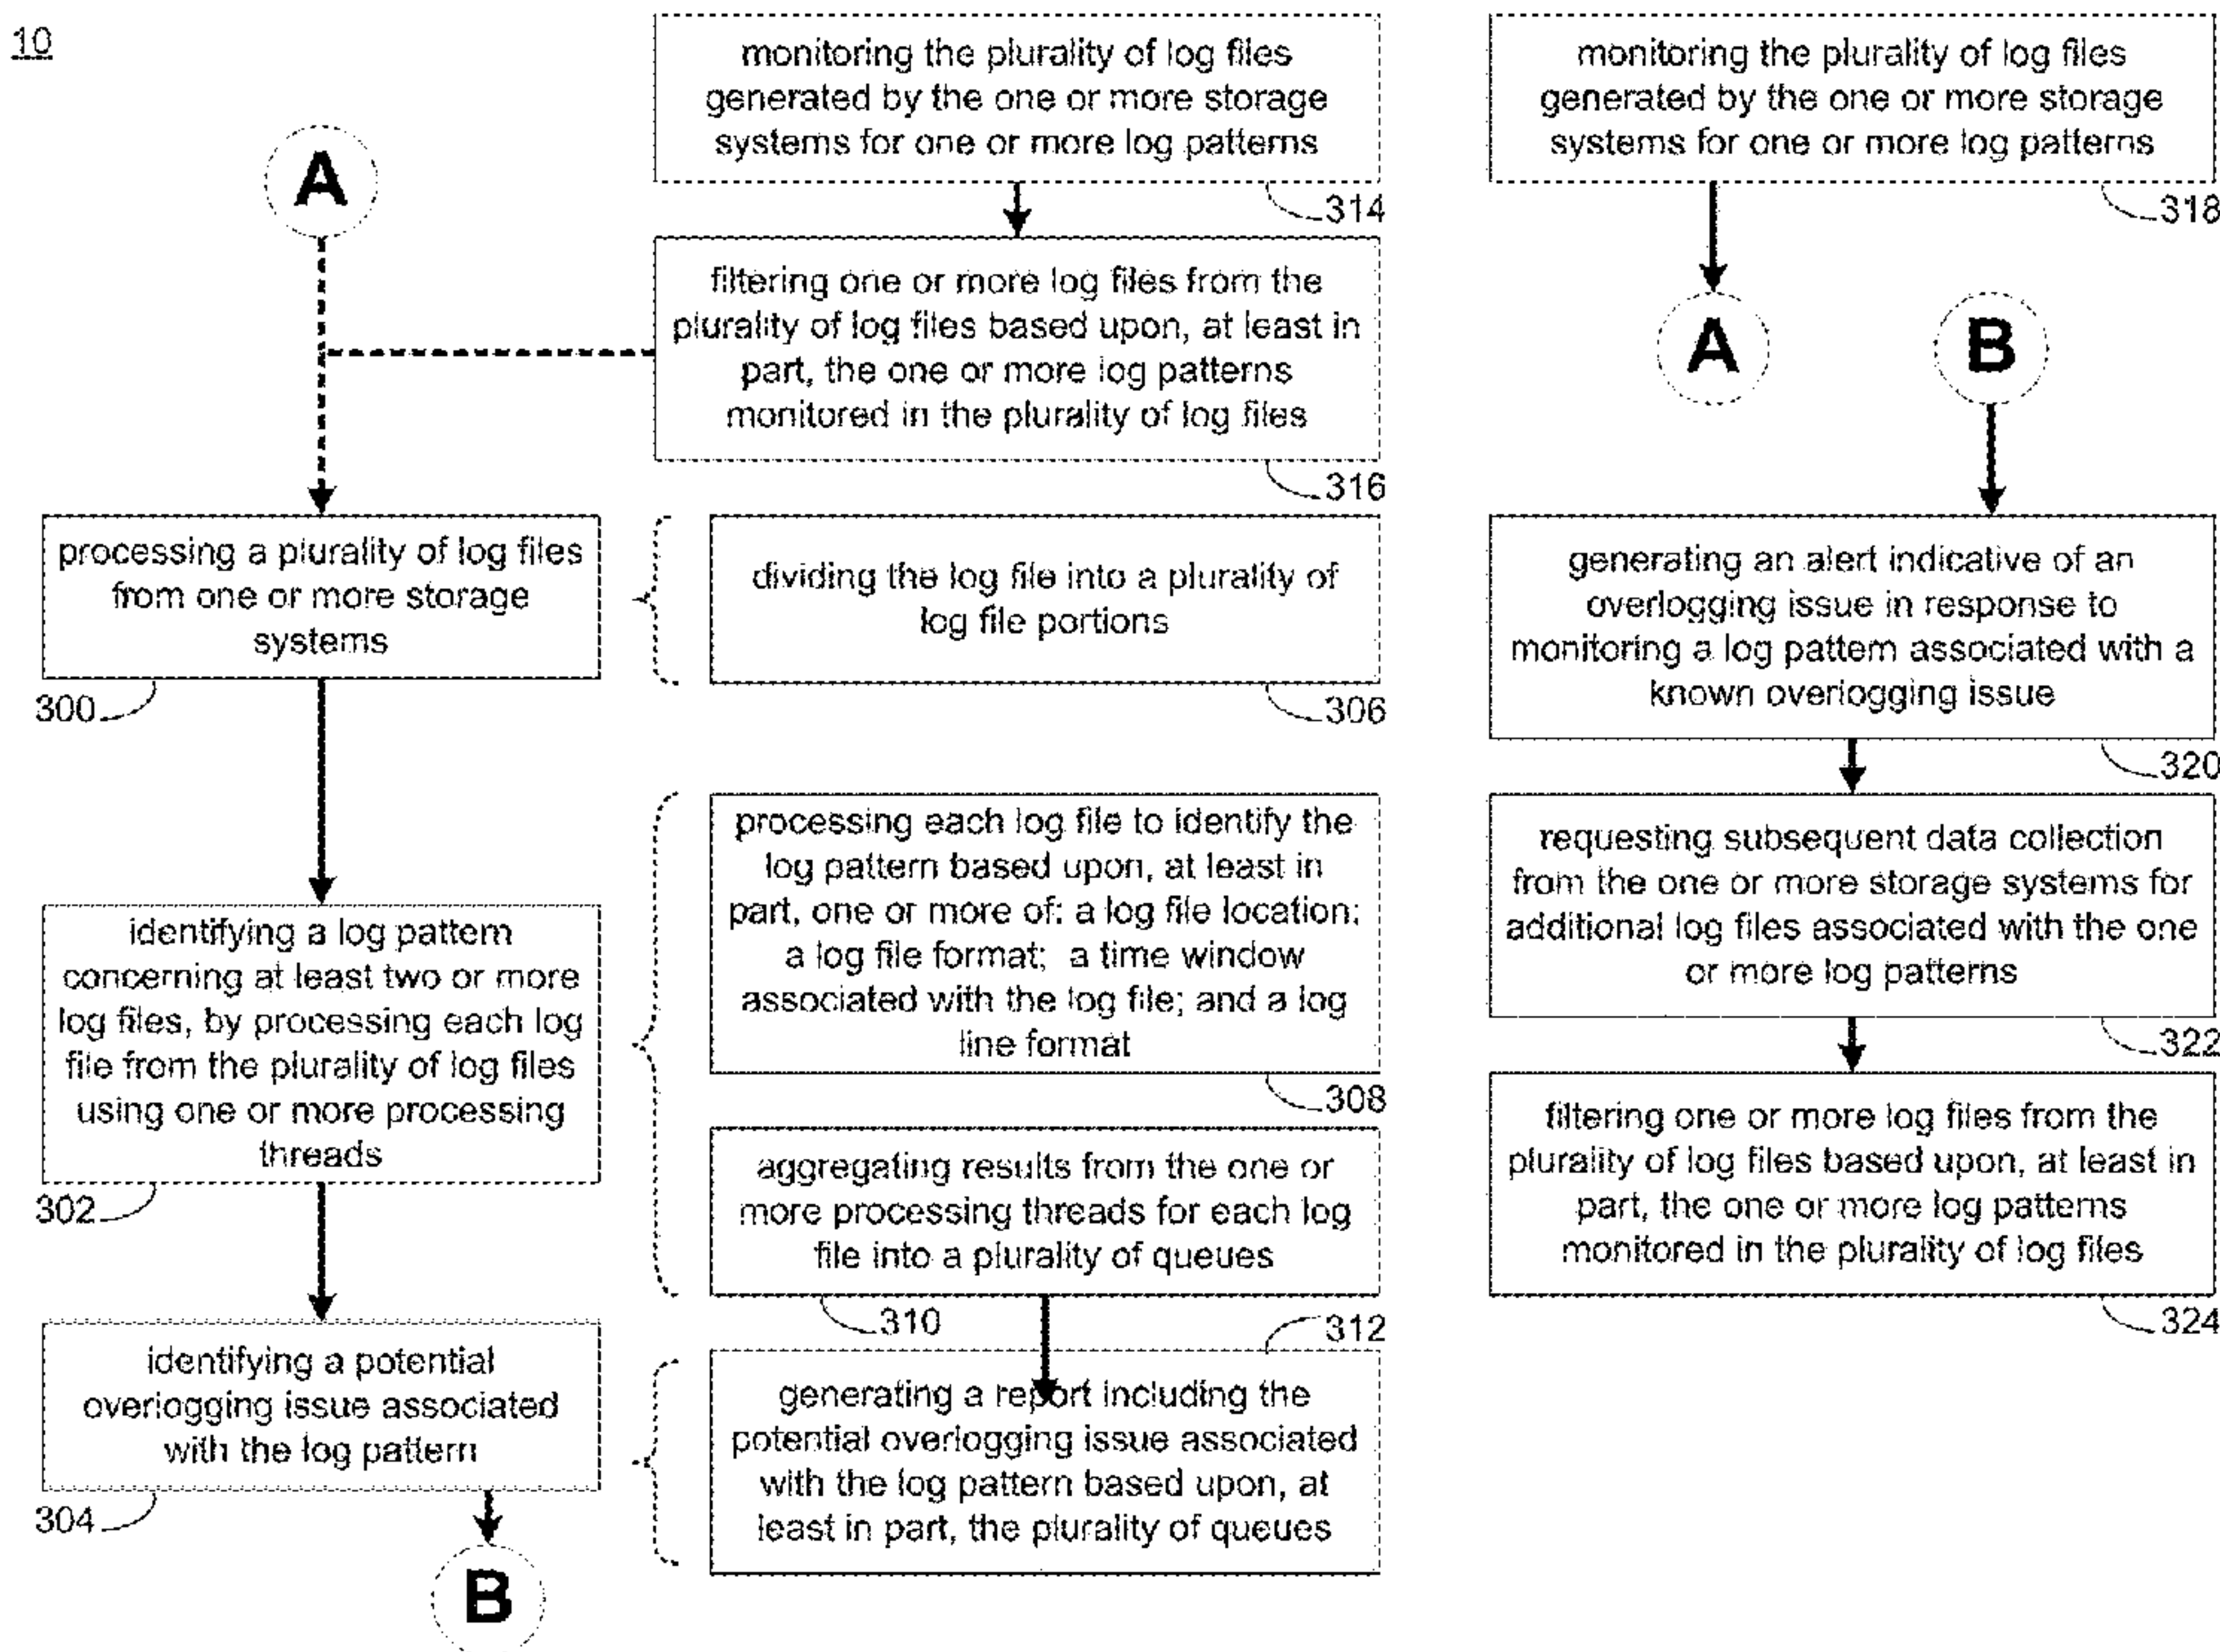 10
A
monitoring the plurality of log files
generated by the one or more storage
systems for one or more log patterns
314
filtering one or more log files from the
plurality of log files based upon, at least in
part, the one or more log patterns
monitored in the plurality of log files
316
processing a plurality of log files
from one or more storage
systems
300
dividing the log file into a plurality of
log file portions
306
identifying a log pattern
concerning at least two or more
log files, by processing each log
file from the plurality of log files
using one or more processing
threads
302
processing each log file to identify the
log pattern based upon, at least in
part, one or more of: a log file location;
a log file format; a time window
associated with the log file; and a log
line format
308
aggregating results from the one or
more processing threads for each log
file into a plurality of queues
310
312
identifying a potential
overlogging issue associated
with the log pattern
304
B
generating a report including the
potential overlogging issue associated
with the log pattern based upon, at
least in part, the plurality of queues
monitoring the plurality of log files
generated by the one or more storage
systems for one or more log patterns
318
A
B
generating an alert indicative of an
overlogging issue in response to
monitoring a log pattern associated with a
known overlogging issue
320
requesting subsequent data collection
from the one or more storage systems for
additional log files associated with the one
or more log patterns
322
filtering one or more log files from the
plurality of log files based upon, at least in
part, the one or more log patterns
monitored in the plurality of log files
324